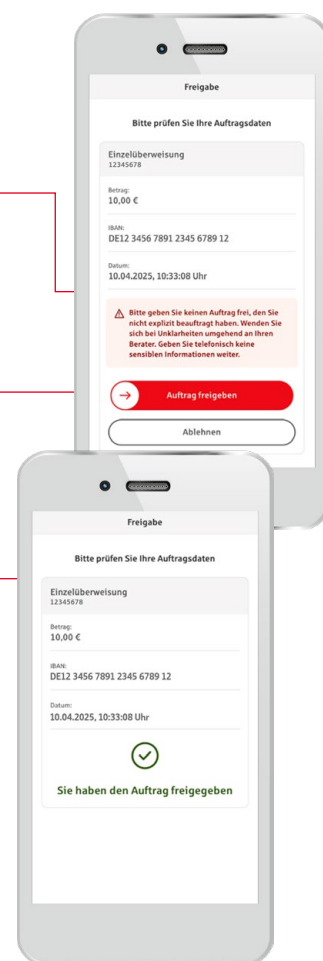 Freigabe
Bitte prüfen Sie Ihre Auftragsdaten
Einzelüberweisung
12345678
Betrag:
10,00 €
IBAN:
DE12 3456 7891 2345 6789 12
Datum:
10.04.2025, 10:33:08 Uhr
Bitte geben Sie keinen Auftrag frei, den Sie
nicht explizit beauftragt haben. Wenden Sie
sich bei Unklarheiten umgehend an Ihren
Berater. Geben Sie telefonisch keine
sensiblen Informationen weiter.
Auftrag freigeben
Ablehnen
Freigabe
Bitte prüfen Sie Ihre Auftragsdaten
Einzelüberweisung
12345678
Betrag:
10,00 €
IBAN:
DE12 3456 7891 2345 6789 12
Datum:
10.04.2025, 10:33:08 Uhr
Sie haben den Auftrag freigegeben